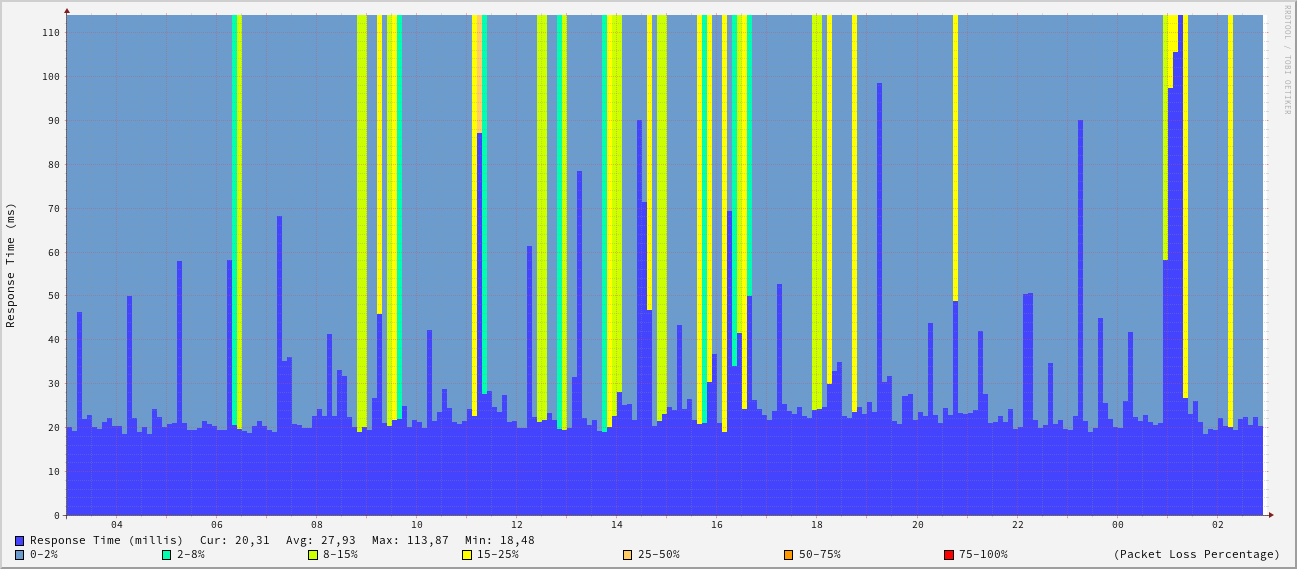 RRDTOOL / TOBI OETIKER
Response Time (ms)
110
100
90
80
70
60
50
40
30
20
10
0
04 06 08 10 12 14 16 18 20 22 00 02
Response Time (millis) Cur: 20,31 Avg: 27,93 Max: 113,87 Min: 18,48
0-2% 2-8% 8-15% 15-25% 25-50% 50-75% 75-100% (Packet Loss Percentage)